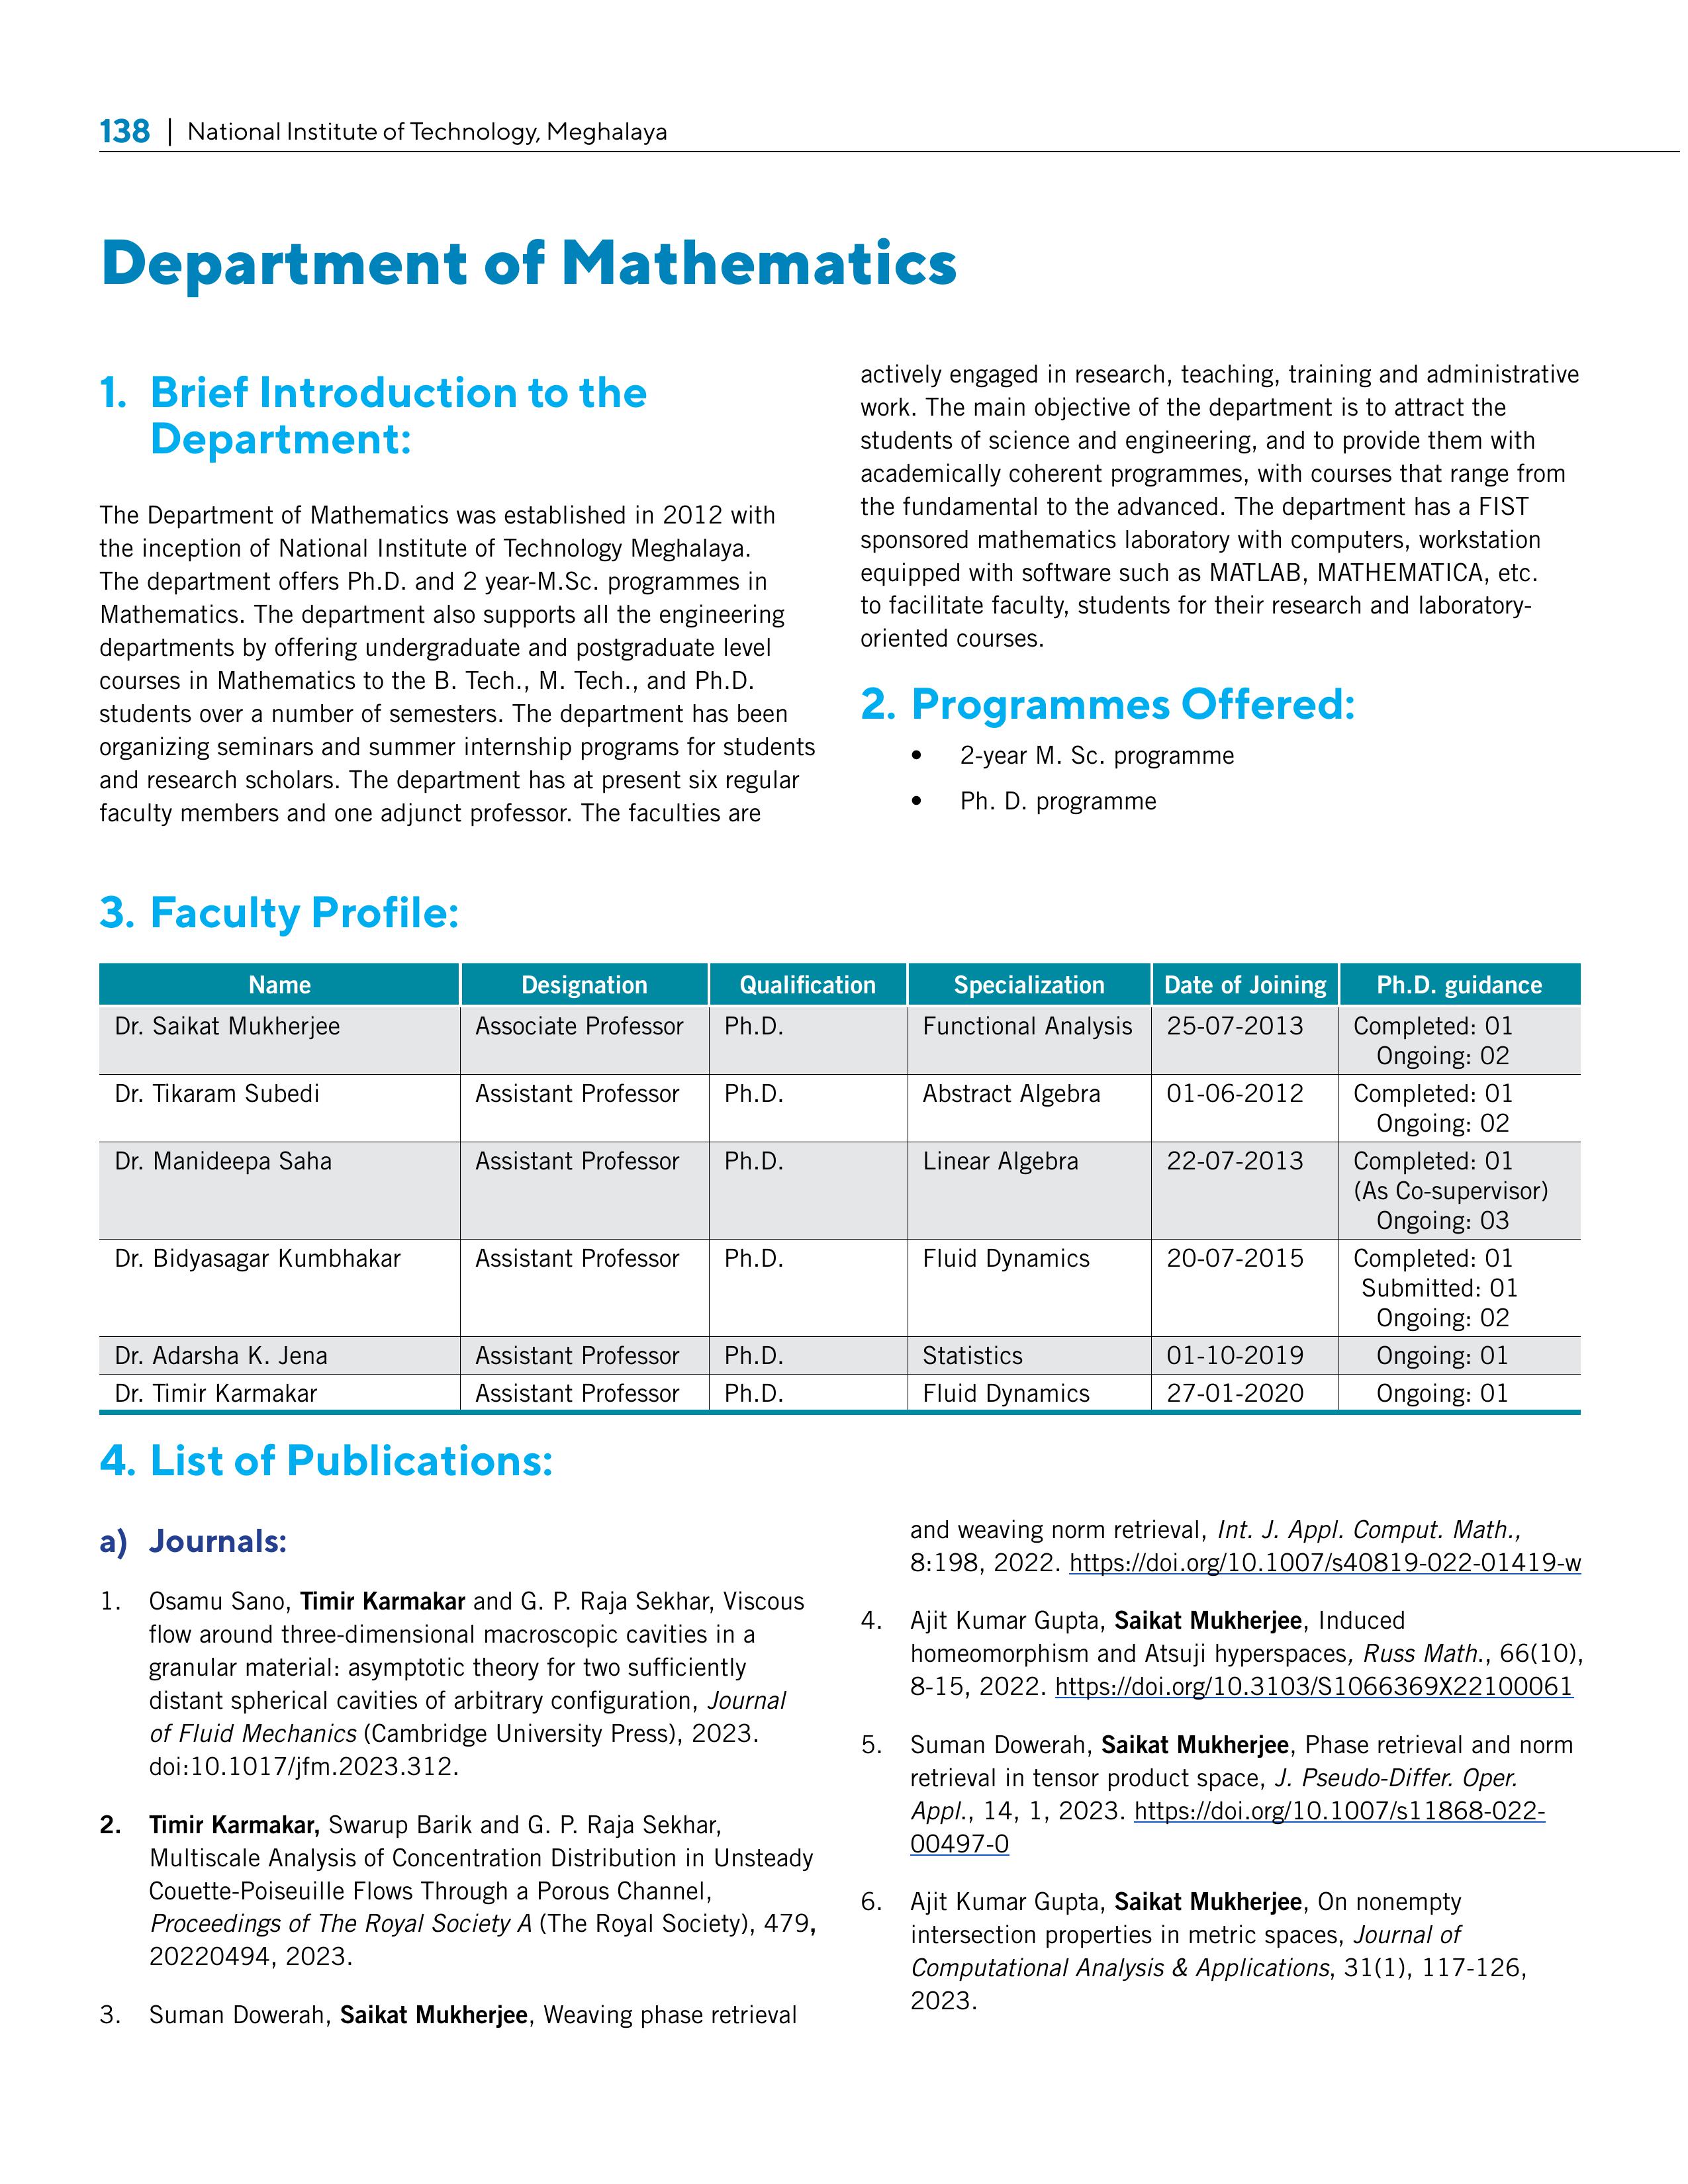 138 | National Institute of Technology, Meghalaya
Department of Mathematics
1. Brief Introduction to the
Department:
The Department of Mathematics was established in 2012 with
the inception of National Institute of Technology Meghalaya.
The department offers Ph.D. and 2 year-M.Sc. programmes in
Mathematics. The department also supports all the engineering
departments by offering undergraduate and postgraduate level
courses in Mathematics to the B. Tech., M. Tech., and Ph.D.
students over a number of semesters. The department has been
organizing seminars and summer internship programs for students
and research scholars. The department has at present six regular
faculty members and one adjunct professor. The faculties are
actively engaged in research, teaching, training and administrative
work. The main objective of the department is to attract the
students of science and engineering, and to provide them with
academically coherent programmes, with courses that range from
the fundamental to the advanced. The department has a FIST
sponsored mathematics laboratory with computers, workstation
equipped with software such as MATLAB, MATHEMATICA, etc.
to facilitate faculty, students for their research and laboratory-
oriented courses.
2. Programmes Offered:
• 2-year M. Sc. programme
• Ph. D. programme
3. Faculty Profile:
Name Designation Qualification Specialization Date of Joining Ph.D. guidance
Dr. Saikat Mukherjee Associate Professor Ph.D. Functional Analysis 25-07-2013 Completed: 01
Ongoing: 02
Dr. Tikaram Subedi Assistant Professor Ph.D. Abstract Algebra 01-06-2012 Completed: 01
Ongoing: 02
Dr. Manideepa Saha Assistant Professor Ph.D. Linear Algebra 22-07-2013 Completed: 01
(As Co-supervisor)
Ongoing: 03
Dr. Bidyasagar Kumbhakar Assistant Professor Ph.D. Fluid Dynamics 20-07-2015 Completed: 01
Submitted: 01
Ongoing: 02
Dr. Adarsha K. Jena Assistant Professor Ph.D. Statistics 01-10-2019 Ongoing: 01
Dr. Timir Karmakar Assistant Professor Ph.D. Fluid Dynamics 27-01-2020 Ongoing: 01
4. List of Publications:
a) Journals:
1. Osamu Sano, Timir Karmakar and G. P. Raja Sekhar, Viscous
flow around three-dimensional macroscopic cavities in a
granular material: asymptotic theory for two sufficiently
distant spherical cavities of arbitrary configuration, Journal
of Fluid Mechanics (Cambridge University Press), 2023.
doi:10.1017/jfm.2023.312.
2. Timir Karmakar, Swarup Barik and G. P. Raja Sekhar,
Multiscale Analysis of Concentration Distribution in Unsteady
Couette-Poiseuille Flows Through a Porous Channel,
Proceedings of The Royal Society A (The Royal Society), 479,
20220494, 2023.
3. Suman Dowerah, Saikat Mukherjee, Weaving phase retrieval
and weaving norm retrieval, Int. J. Appl. Comput. Math.,
8:198, 2022. https://doi.org/10.1007/s40819-022-01419-w
4. Ajit Kumar Gupta, Saikat Mukherjee, Induced
homeomorphism and Atsuji hyperspaces, Russ Math., 66(10),
8-15, 2022. https://doi.org/10.3103/S1066369X22100061
5. Suman Dowerah, Saikat Mukherjee, Phase retrieval and norm
retrieval in tensor product space, J. Pseudo-Differ. Oper.
Appl., 14, 1, 2023. https://doi.org/10.1007/s11868-022-
00497-0
6. Ajit Kumar Gupta, Saikat Mukherjee, On nonempty
intersection properties in metric spaces, Journal of
Computational Analysis & Applications, 31(1), 117-126,
2023.